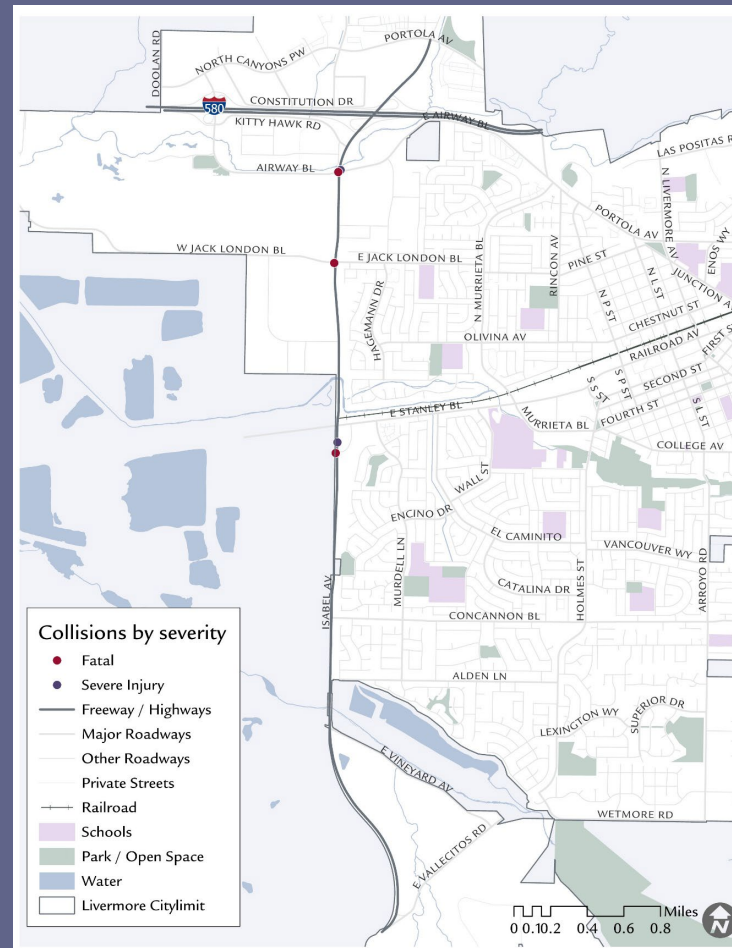 DOOLAN RD
PORTOLA AV
NORTH CANYONS PW
580
CONSTITUTION DR
KITTY HAWK RD
E AIRWAY BL
AIRWAY BL
LAS POSITAS R
N LIVERMORE AV
PORTOLA AV
ENOS WY
W JACK LONDON BL
E JACK LONDON BL
N MURRIETA BL
RINCON AV
PINE ST
N L ST
JUNCTION A
N P ST
HAGEMANN DR
CHESTNUT ST
OLIVINA AV
RAILROAD AV
FIRST S
SECOND ST
S S ST
S P ST
E STANLEY BL
FOURTH ST
S L ST
MURRIETA BL
COLLEGE AV
WALL ST
ENCINO DR
EL CAMINITO
VANCOUVER WY
MURDELL LN
CATALINA DR
HOLMES ST
ARROYO RD
ISABEL AV
CONCANNON BL
ALDEN LN
LEXINGTON WY
SUPERIOR DR
E VINEYARD AV
WETMORE RD
E VALLECITOS RD
Collisions by severity
Fatal
Severe Injury
Freeway / Highways
Major Roadways
Other Roadways
Private Streets
Railroad
Schools
Park / Open Space
Water
Livermore Citylimit
Miles
0 0.10.2 0.4 0.6 0.8
N